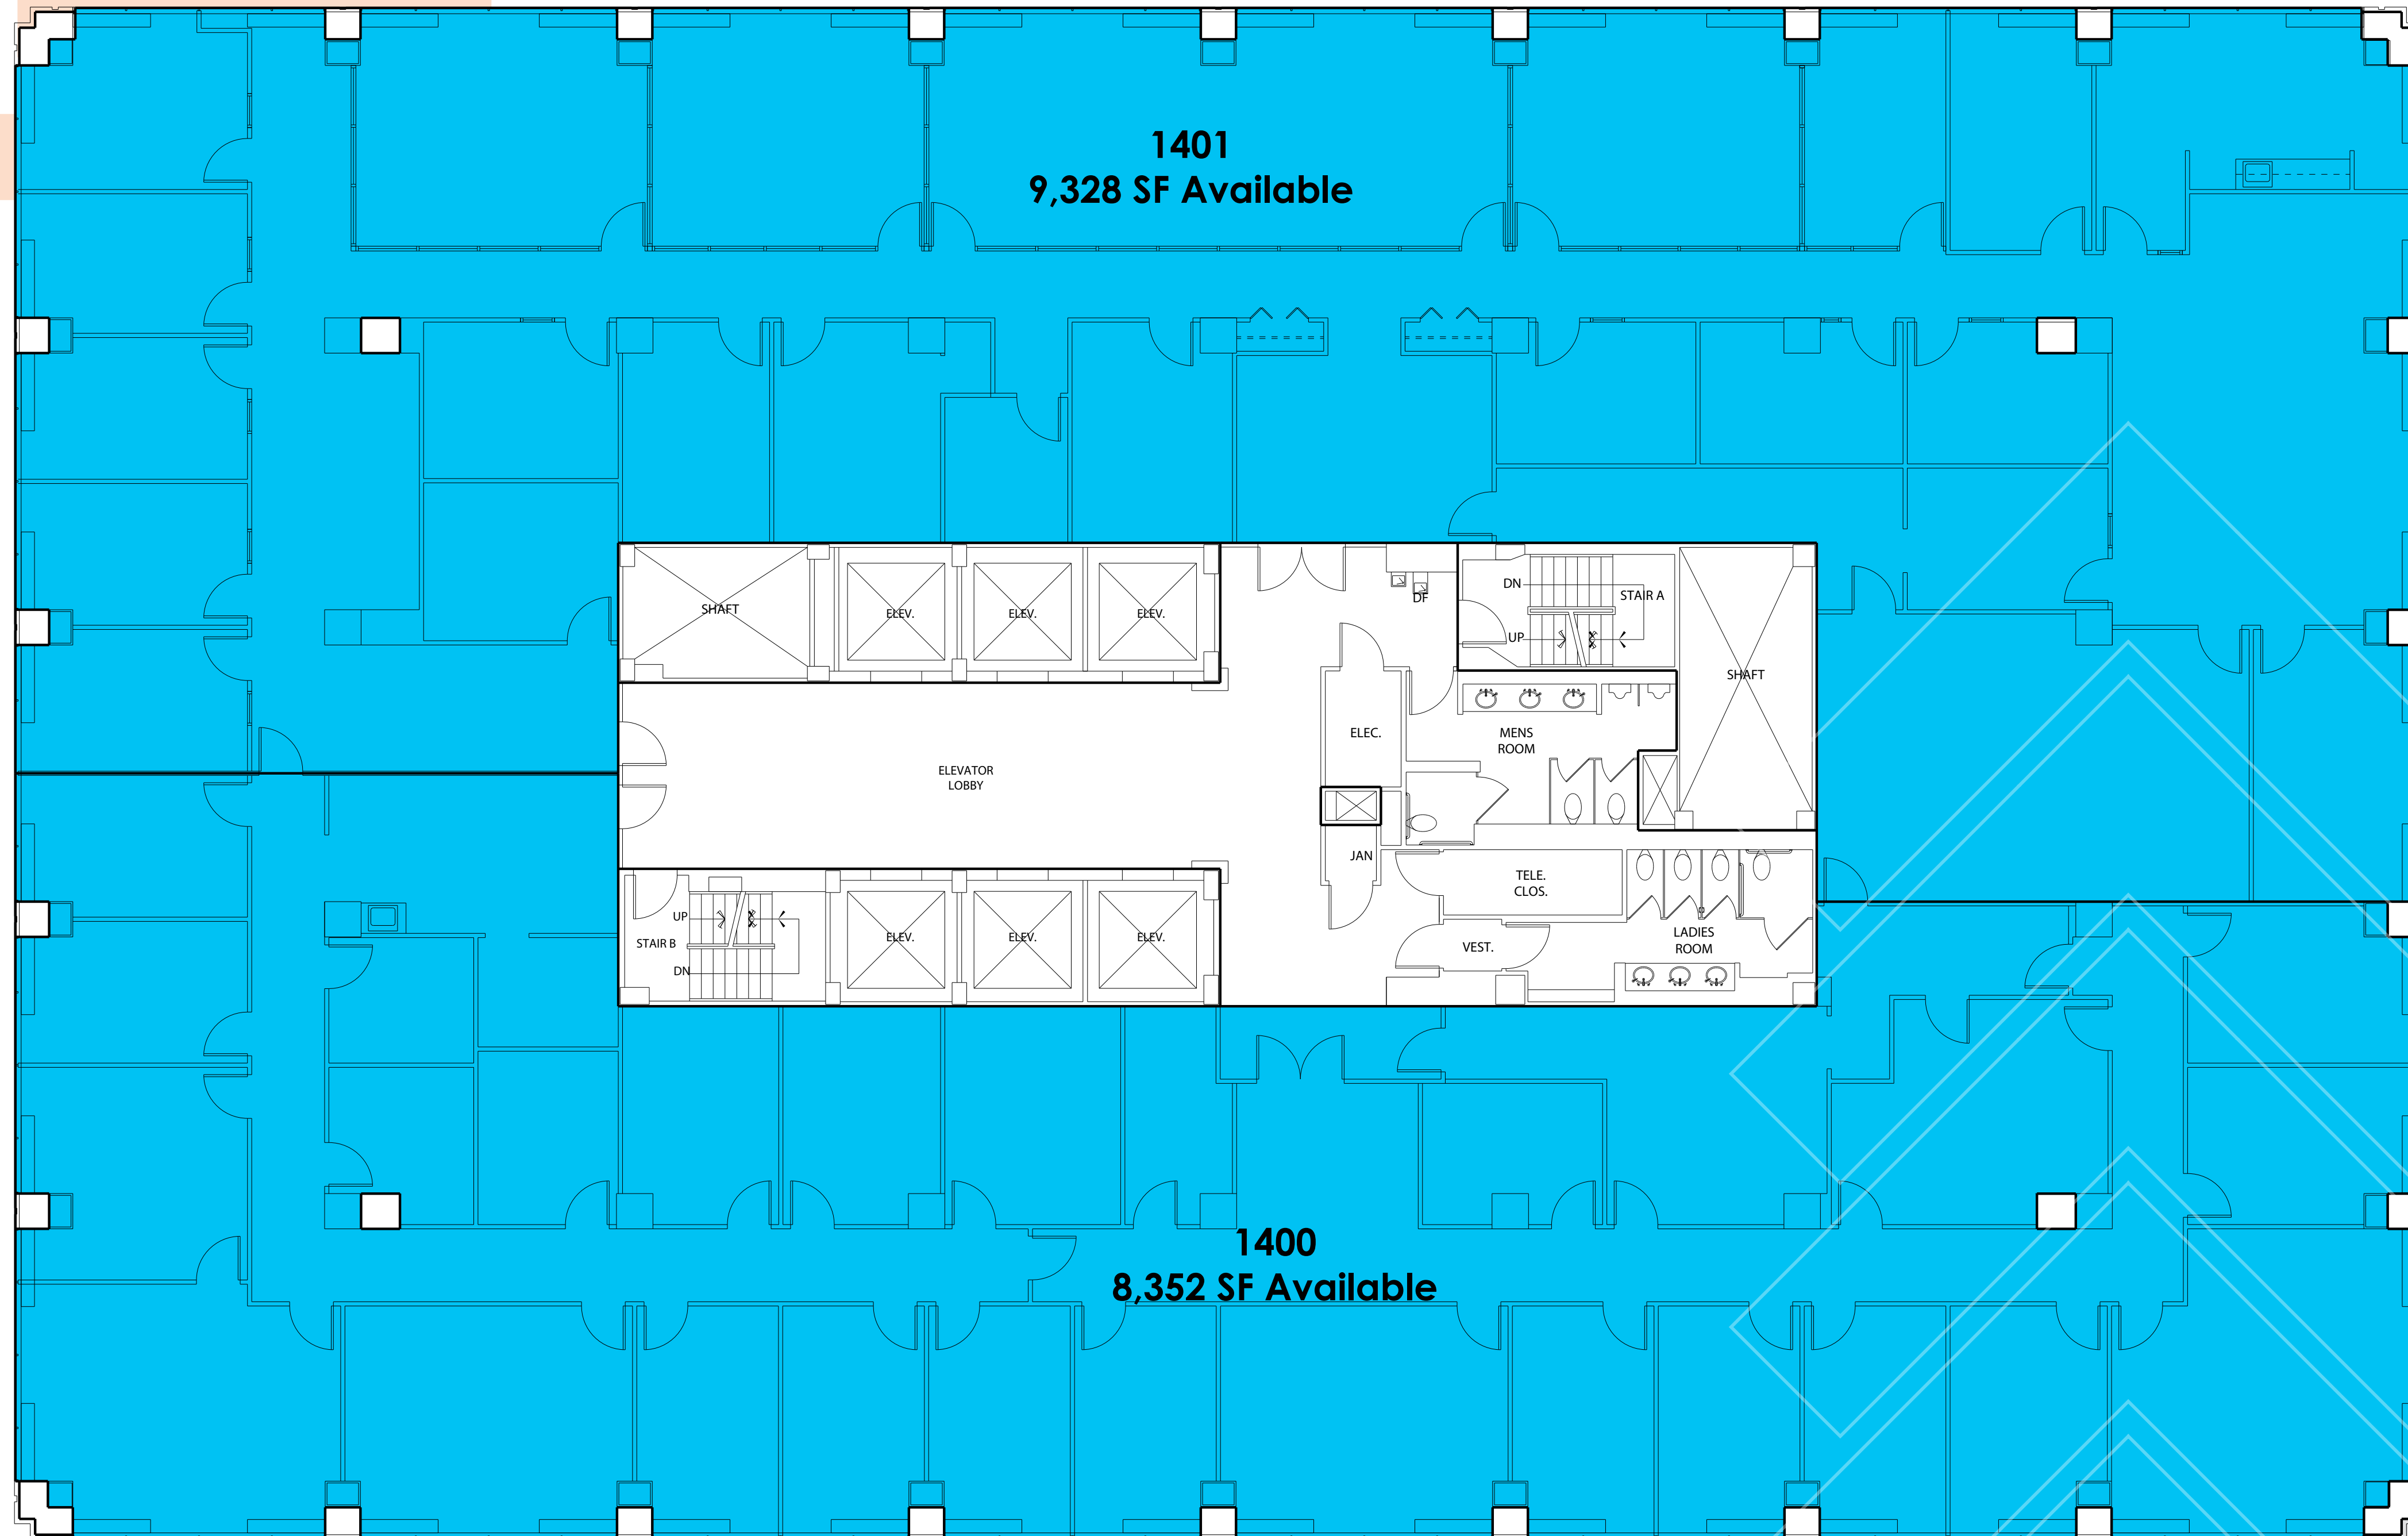 1401
9,328 SF Available
DN
STAIR A
DF
SHAFT
ELEV.
ELEV.
ELEV.
UP
SHAFT
ELEC.
MENS
ROOM
ELEVATOR
LOBBY
JAN
TELE.
CLOS.
UP
STAIR B
ELEV.
ELEV.
ELEV.
LADIES
ROOM
VEST.
DN
1400
8,352 SF Available